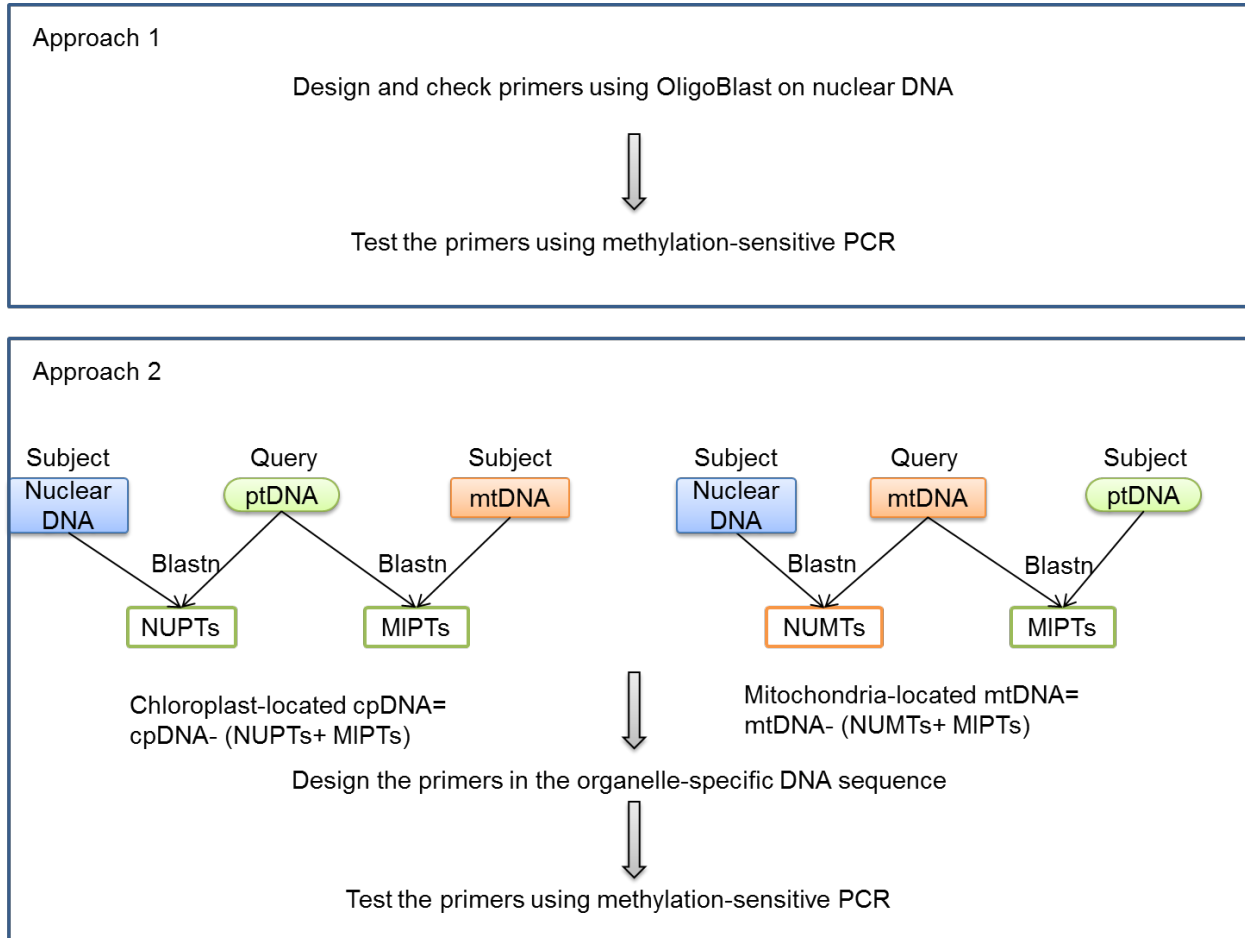 Approach 1
Design and check primers using OligoBlast on nuclear DNA
Test the primers using methylation-sensitive PCR
Approach 2
Subject Query Subject Subject Query Subject
Nuclear DNA ptDNA mtDNA Nuclear DNA mtDNA ptDNA
Blastn Blastn Blastn Blastn
NUPTs MIPTs NUMTs MIPTs
Chloroplast-located cpDNA=
cpDNA- (NUPTs+ MIPTs)
Mitochondria-located mtDNA=
mtDNA- (NUMTs+ MIPTs)
Design the primers in the organelle-specific DNA sequence
Test the primers using methylation-sensitive PCR